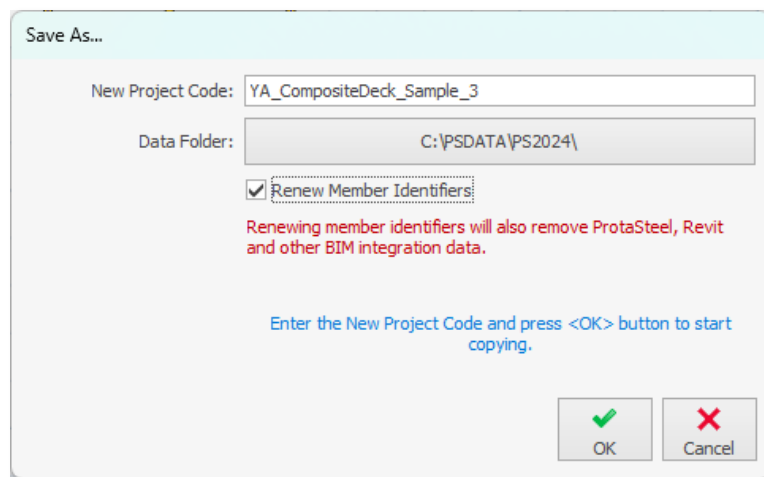 Save As...
New Project Code: YA_CompositeDeck_Sample_3
Data Folder: C:\PSDATA\PS2024\
Renew Member Identifiers
Renewing member identifiers will also remove ProtaSteel, Revit
and other BIM integration data.
Enter the New Project Code and press <OK> button to start
copying.
OK Cancel